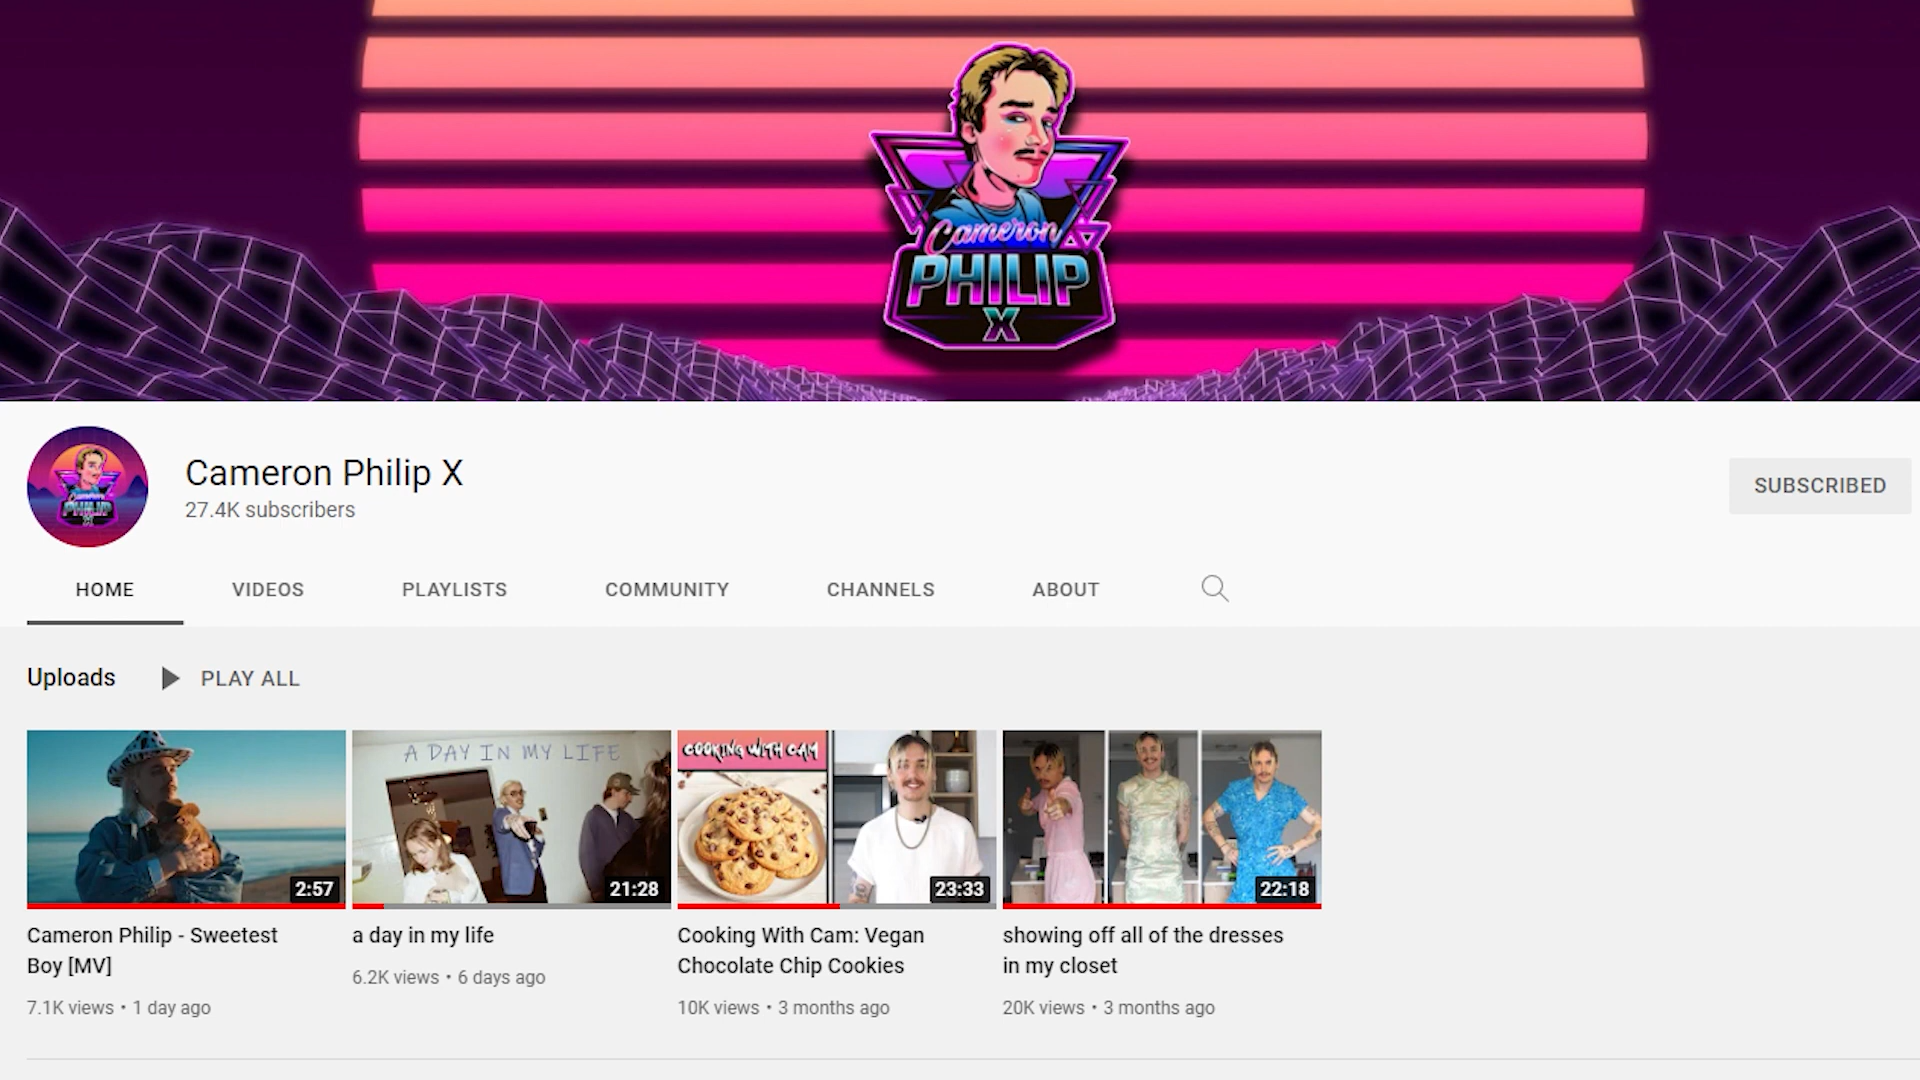 Cameron
PHILIP
X
Cameron Philip X
27.4K subscribers
SUBSCRIBED
HOME
VIDEOS
PLAYLISTS
COMMUNITY
CHANNELS
ABOUT
Uploads
PLAY ALL
2:57
A DAY IN MY LIFE
21:28
COOKING WITH CAM
23:33
22:18
Cameron Philip - Sweetest
Boy [MV]
7.1K views • 1 day ago
a day in my life
6.2K views • 6 days ago
Cooking With Cam: Vegan
Chocolate Chip Cookies
10K views • 3 months ago
showing off all of the dresses
in my closet
20K views • 3 months ago